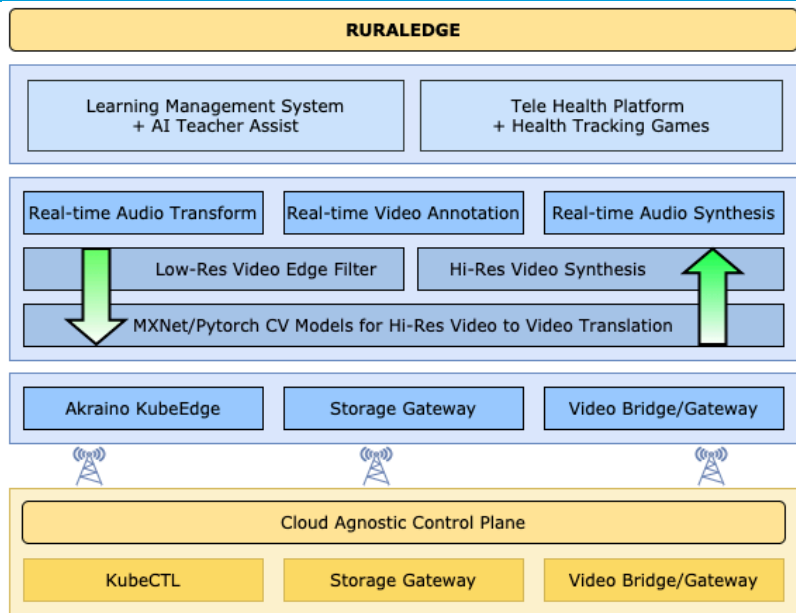 RURALEDGE
Learning Management System
+ AI Teacher Assist
Tele Health Platform
+ Health Tracking Games
Real-time Audio Transform
Real-time Video Annotation
Real-time Audio Synthesis
Low-Res Video Edge Filter
Hi-Res Video Synthesis
MXNet/Pytorch CV Models for Hi-Res Video to Video Translation
Akraino KubeEdge
Storage Gateway
Video Bridge/Gateway
Cloud Agnostic Control Plane
KubeCTL
Storage Gateway
Video Bridge/Gateway